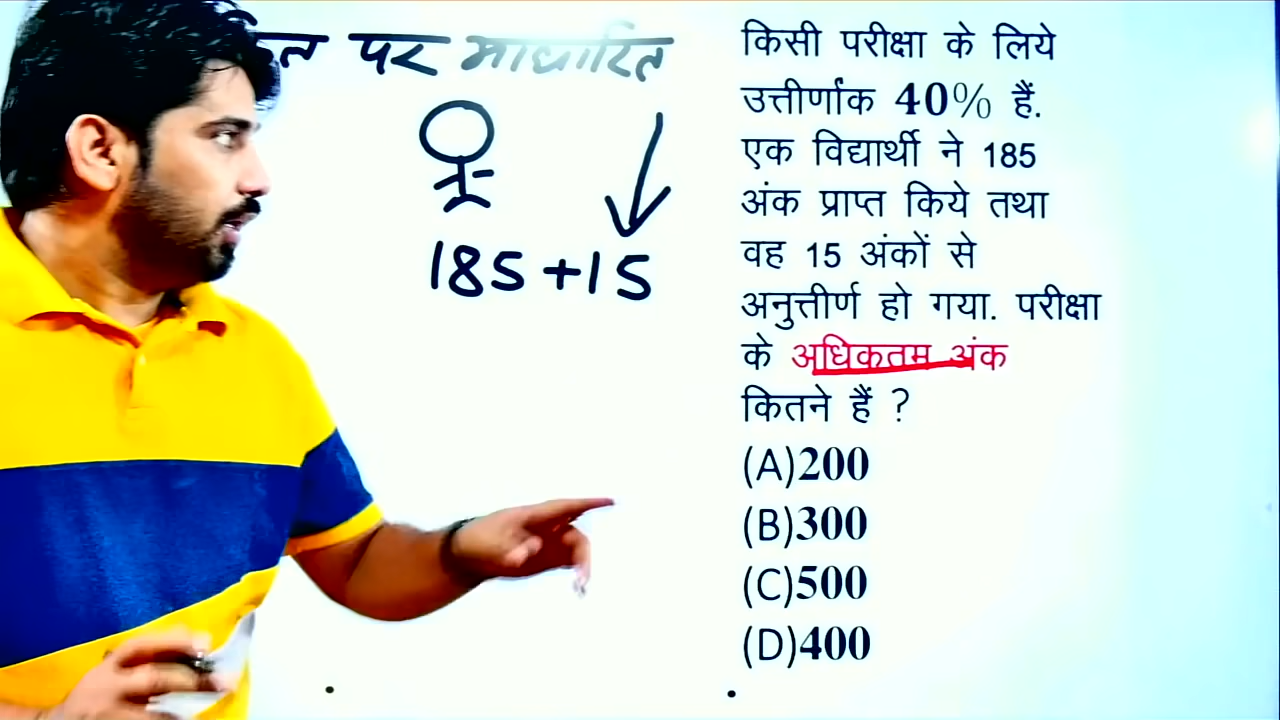 पर आधारित
185+15
किसी परीक्षा के लिये
उत्तीर्णांक 40% हैं.
एक विद्यार्थी ने 185
अंक प्राप्त किये तथा
वह 15 अंकों से
अनुत्तीर्ण हो गया. परीक्षा
के अधिकतम अंक
कितने हैं ?
(A)200
(B)300
(C)500
(D)400